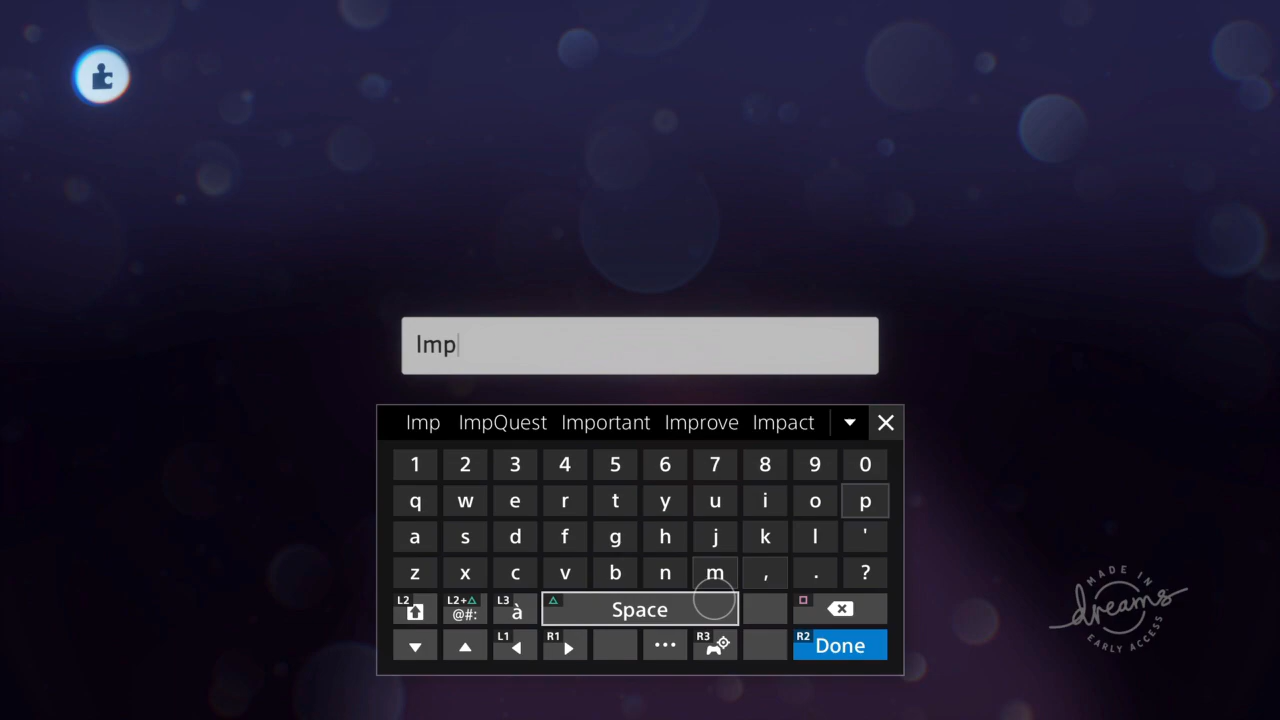 Imp
Imp ImpQuest Important Improve Impact
1 2 3 4 5 6 7 8 9 0
q w e r t y u i o p
a s d f g h j k l '
z x c v b n m , . ?
L2 L2+△ @#: L3 à △ Space
L1 R1 ... R3 R2 Done
MADE IN
dreams
EARLY ACCESS